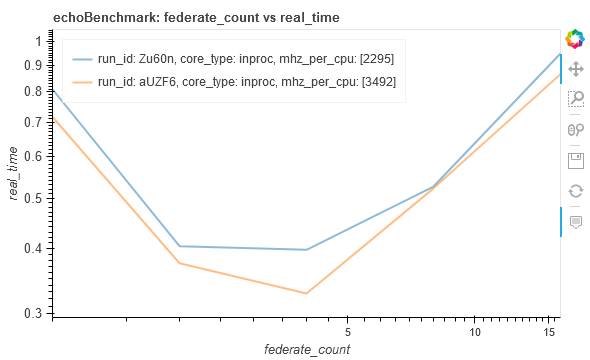 echoBenchmark: federate_count vs real_time
run_id: Zu60n, core_type: inproc, mhz_per_cpu: [2295]
run_id: aUZF6, core_type: inproc, mhz_per_cpu: [3492]
real_time
1
0.9
0.8
0.7
0.6
0.5
0.4
0.3
5
10
15
federate_count